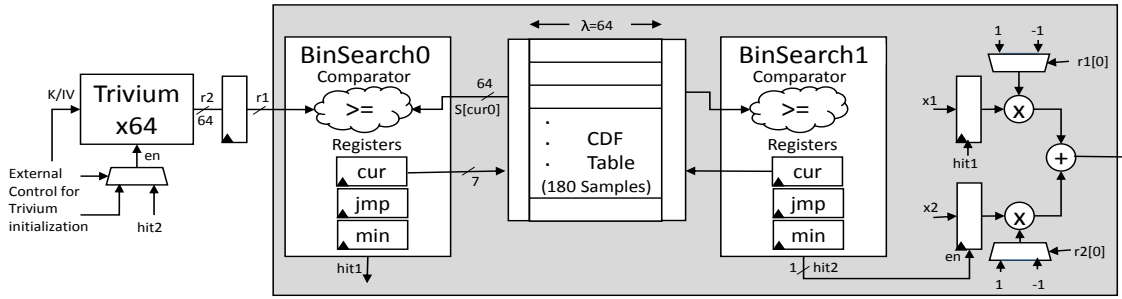 K/IV
Trivium
x64
en
External
Control for
Trivium
initialization
hit2
r2
64
r1
BinSearch0
Comparator
>=
Registers
cur
jmp
min
hit1
64
S[cur0]
7
λ=64
.
. CDF
. Table
(180 Samples)
BinSearch1
Comparator
>=
Registers
cur
jmp
min
1
hit2
1 -1
r1[0]
x1
x
hit1
+
x2
x
en
r2[0]
1 -1